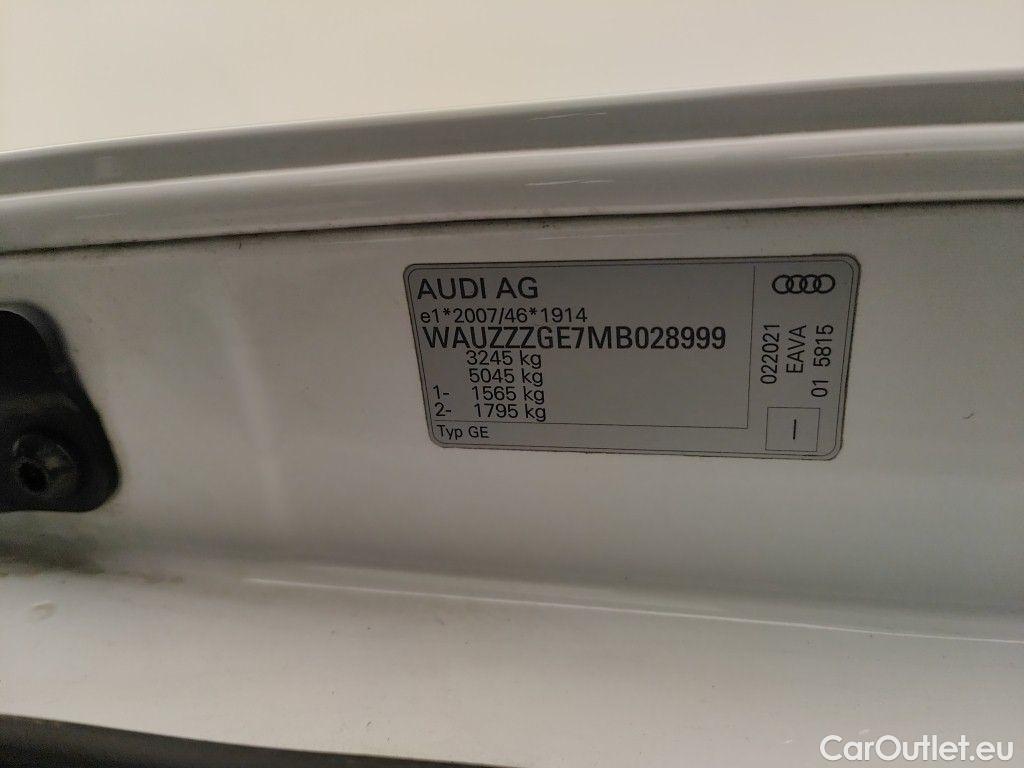 AUDI AG
e1*2007/46*1914
WAUZZZGE7MB028999
3245 kg
5045 kg
1- 1565 kg
2- 1795 kg
Typ GE
022021
EAVA
01 5815
–
CarOutlet.eu